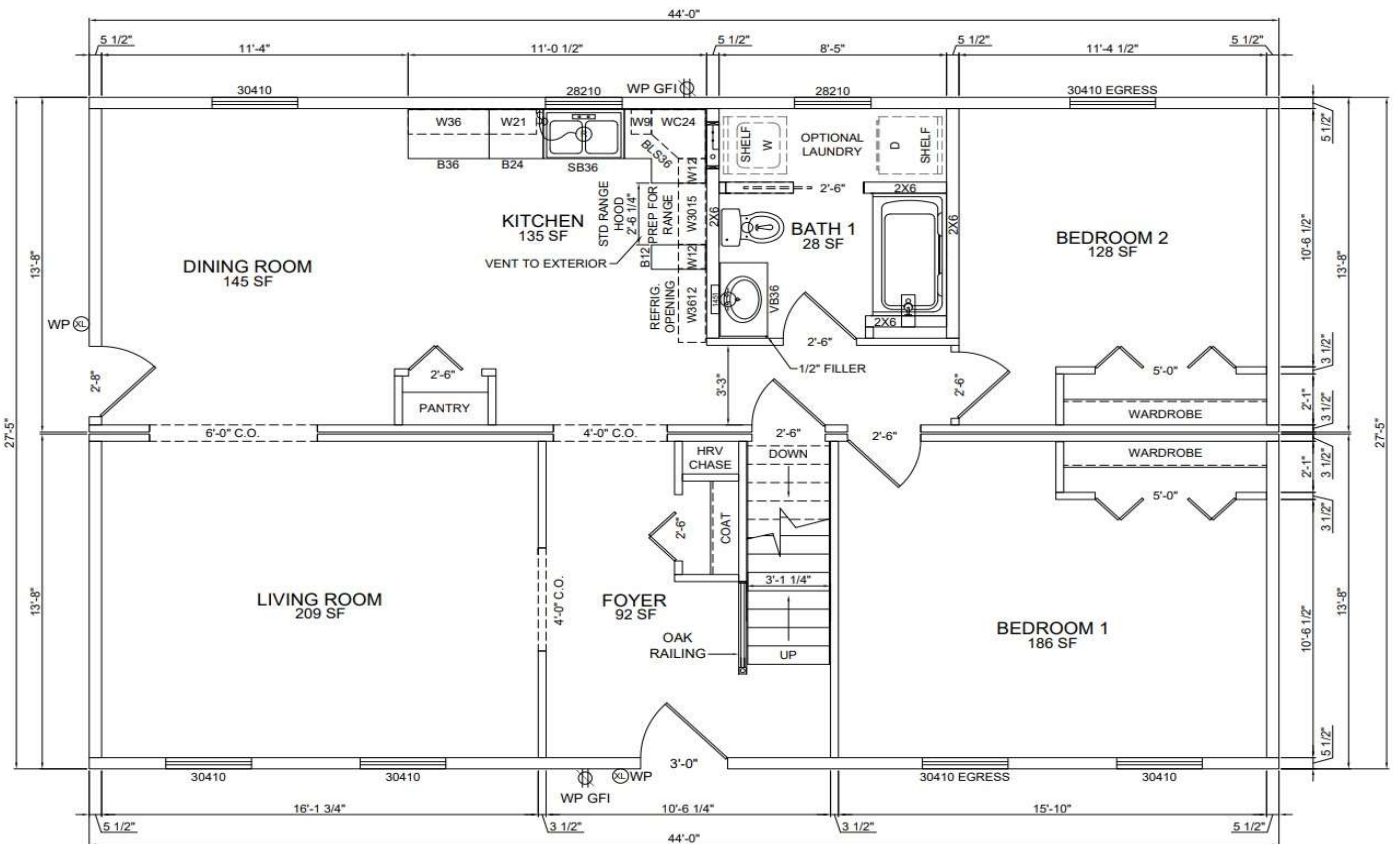 44'-0"
5 1/2"
11'-4"
11'-0 1/2"
5 1/2"
8'-5"
5 1/2"
11'-4 1/2"
5 1/2"
30410
28210
WP GFI
28210
30410 EGRESS
W36
W21
W9
WC24
B36
B24
SB36
BLS36
W12
SHELF
W
OPTIONAL
LAUNDRY
D
SHELF
5 1/2"
2'-6"
2X6
STD RANGE
HOOD
2'-6 1/4"
PREP FOR
RANGE
W3015
2X6
KITCHEN
135 SF
BATH 1
28 SF
2X6
BEDROOM 2
128 SF
10'-6 1/2"
13'-8"
13'-8"
VENT TO EXTERIOR
B12
W12
DINING ROOM
145 SF
REFRIG.
OPENING
W3612
VB36
WP XL
2X6
2'-6"
3 1/2"
1/2" FILLER
2'-8"
2'-6"
3'-3"
2'-6"
5'-0"
PANTRY
WARDROBE
2'-1"
3 1/2"
27'-5"
27'-5"
6'-0" C.O.
4'-0" C.O.
2'-6"
2'-6"
HRV
CHASE
DOWN
WARDROBE
2'-1"
3 1/2"
5'-0"
3 1/2"
2'-6"
COAT
4'-0" C.O.
3'-1 1/4"
13'-8"
LIVING ROOM
209 SF
FOYER
92 SF
13'-8"
OAK
RAILING
UP
BEDROOM 1
186 SF
10'-6 1/2"
5 1/2"
3'-0"
30410
30410
XL WP
WP GFI
30410 EGRESS
30410
16'-1 3/4"
10'-6 1/4"
15'-10"
5 1/2"
3 1/2"
3 1/2"
5 1/2"
44'-0"